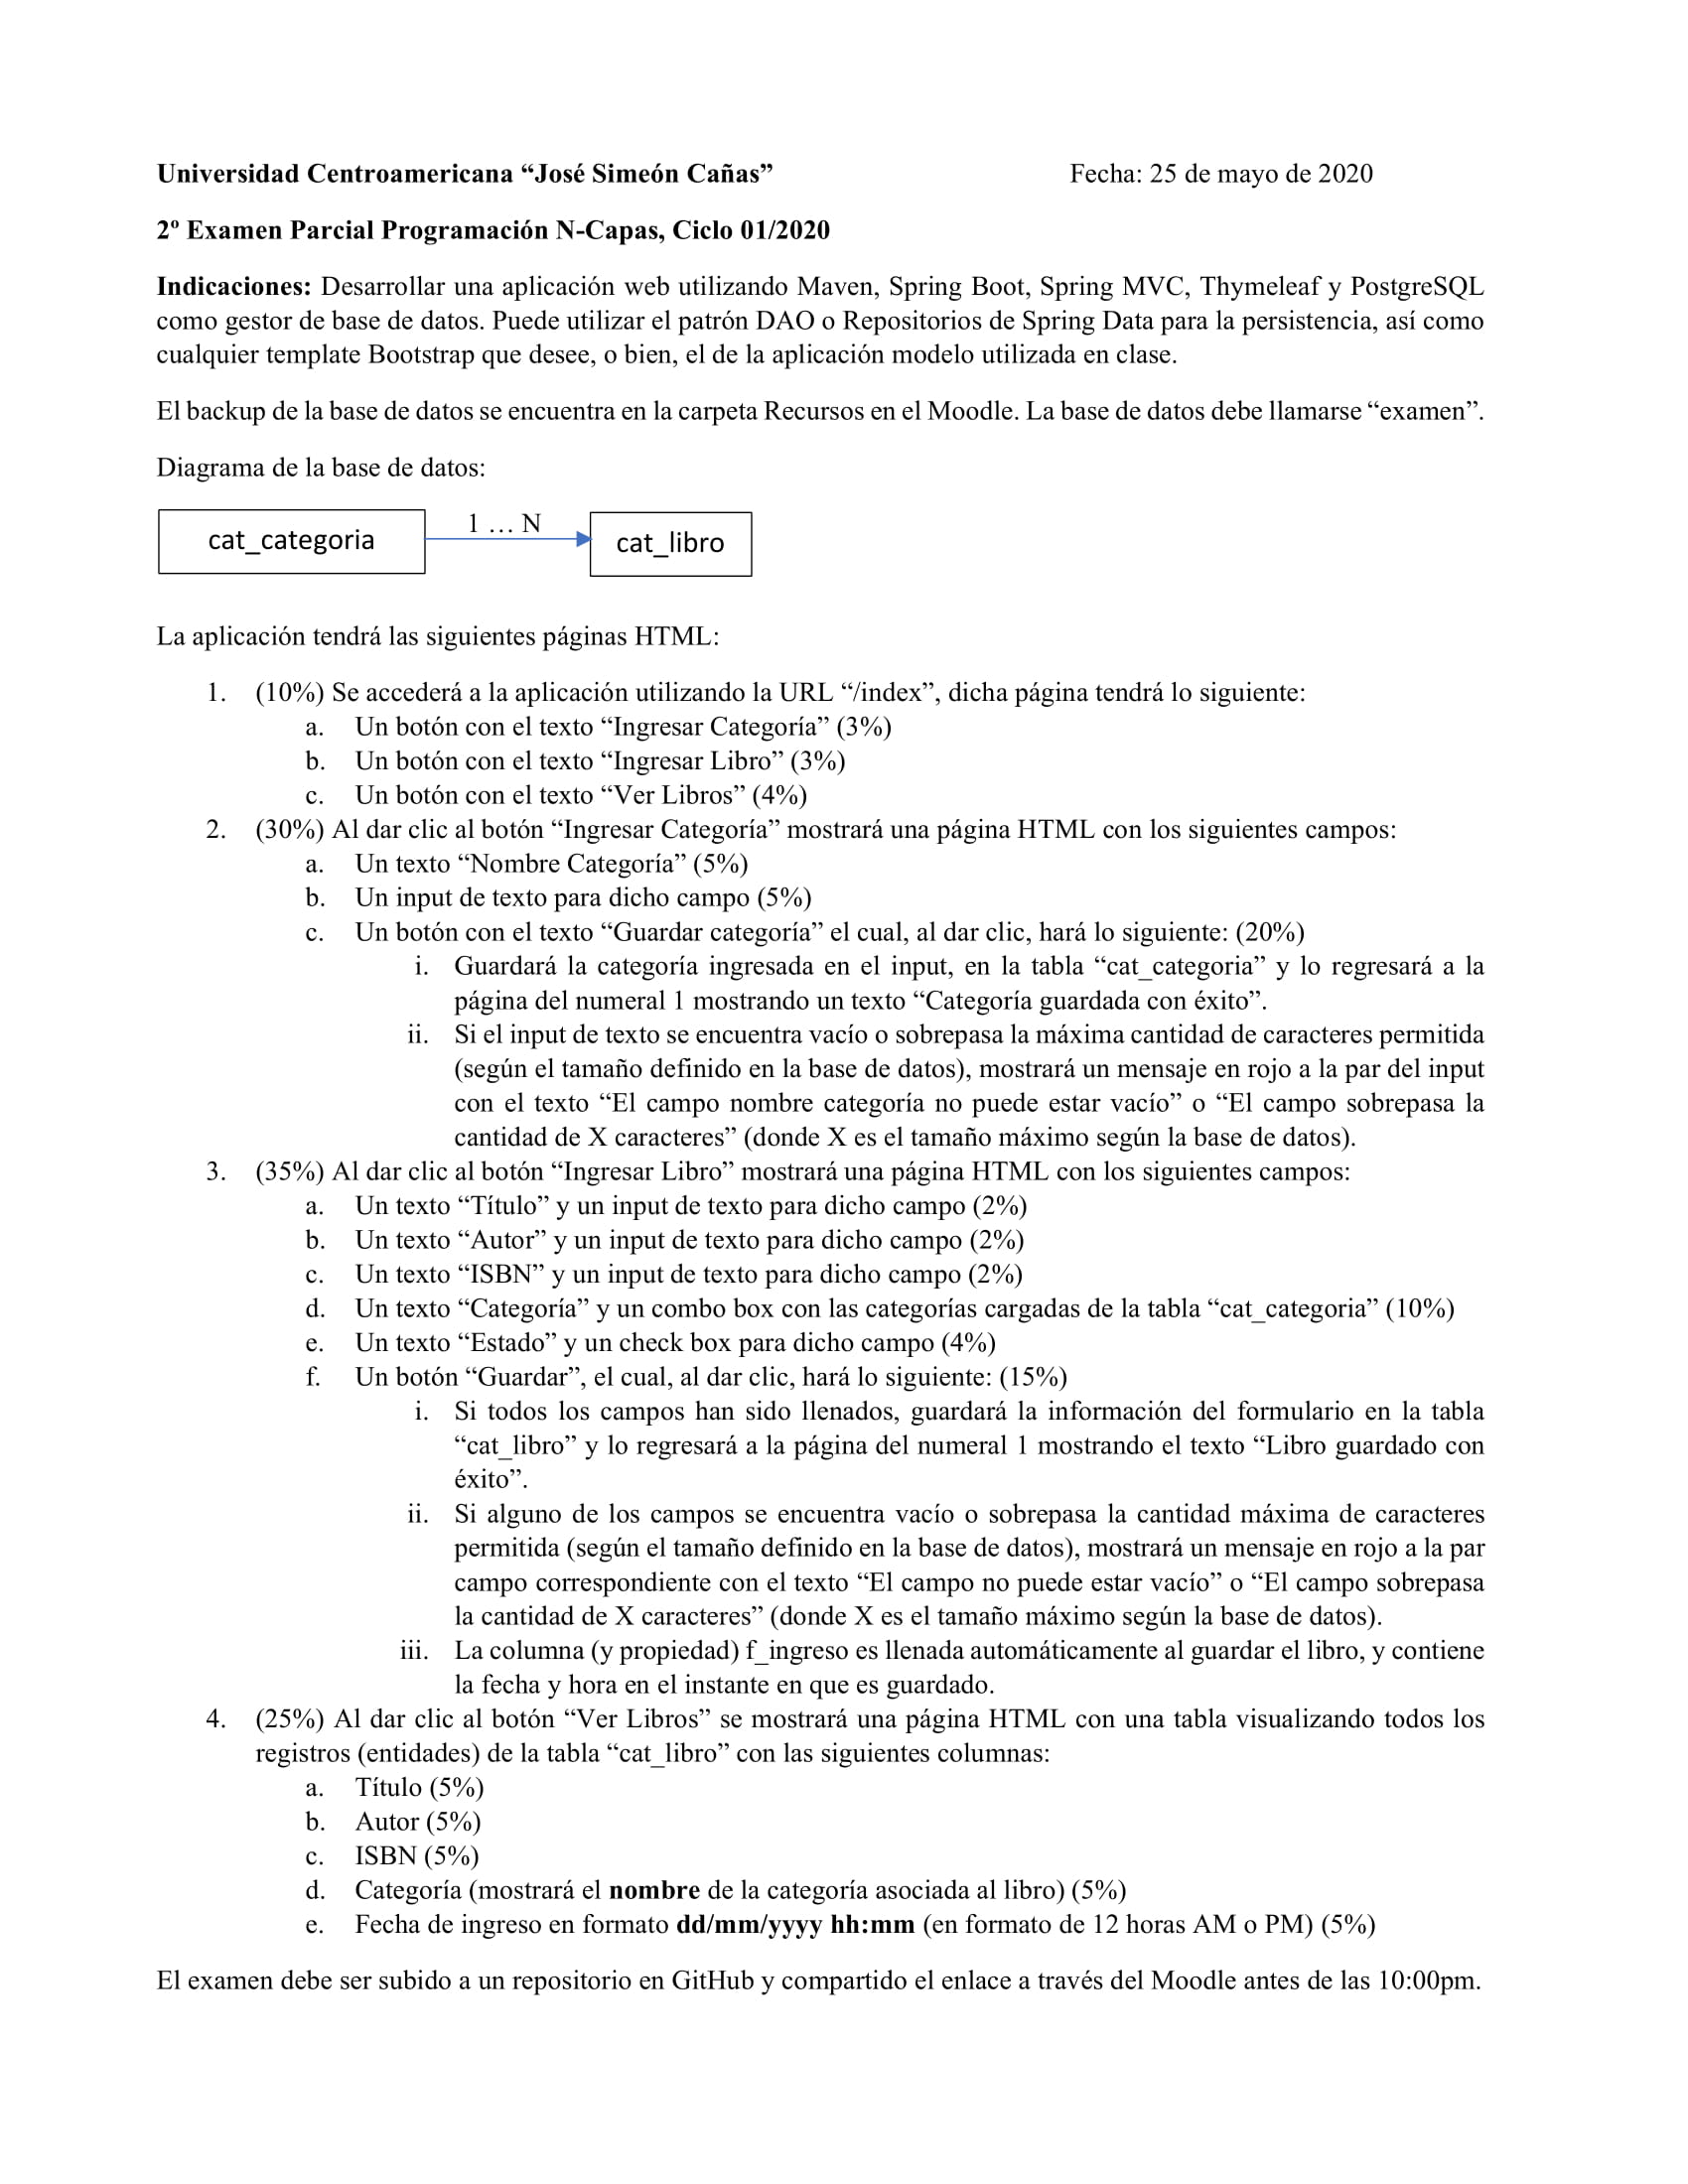 Universidad Centroamericana “José Simeón Cañas” Fecha: 25 de mayo de 2020
2º Examen Parcial Programación N-Capas, Ciclo 01/2020
Indicaciones: Desarrollar una aplicación web utilizando Maven, Spring Boot, Spring MVC, Thymeleaf y PostgreSQL
como gestor de base de datos. Puede utilizar el patrón DAO o Repositorios de Spring Data para la persistencia, así como
cualquier template Bootstrap que desee, o bien, el de la aplicación modelo utilizada en clase.
El backup de la base de datos se encuentra en la carpeta Recursos en el Moodle. La base de datos debe llamarse “examen”.
Diagrama de la base de datos:
cat_categoria 1 … N cat_libro
La aplicación tendrá las siguientes páginas HTML:
1. (10%) Se accederá a la aplicación utilizando la URL “/index”, dicha página tendrá lo siguiente:
a. Un botón con el texto “Ingresar Categoría” (3%)
b. Un botón con el texto “Ingresar Libro” (3%)
c. Un botón con el texto “Ver Libros” (4%)
2. (30%) Al dar clic al botón “Ingresar Categoría” mostrará una página HTML con los siguientes campos:
a. Un texto “Nombre Categoría” (5%)
b. Un input de texto para dicho campo (5%)
c. Un botón con el texto “Guardar categoría” el cual, al dar clic, hará lo siguiente: (20%)
i. Guardará la categoría ingresada en el input, en la tabla “cat_categoria” y lo regresará a la
página del numeral 1 mostrando un texto “Categoría guardada con éxito”.
ii. Si el input de texto se encuentra vacío o sobrepasa la máxima cantidad de caracteres permitida
(según el tamaño definido en la base de datos), mostrará un mensaje en rojo a la par del input
con el texto “El campo nombre categoría no puede estar vacío” o “El campo sobrepasa la
cantidad de X caracteres” (donde X es el tamaño máximo según la base de datos).
3. (35%) Al dar clic al botón “Ingresar Libro” mostrará una página HTML con los siguientes campos:
a. Un texto “Título” y un input de texto para dicho campo (2%)
b. Un texto “Autor” y un input de texto para dicho campo (2%)
c. Un texto “ISBN” y un input de texto para dicho campo (2%)
d. Un texto “Categoría” y un combo box con las categorías cargadas de la tabla “cat_categoria” (10%)
e. Un texto “Estado” y un check box para dicho campo (4%)
f. Un botón “Guardar”, el cual, al dar clic, hará lo siguiente: (15%)
i. Si todos los campos han sido llenados, guardará la información del formulario en la tabla
“cat_libro” y lo regresará a la página del numeral 1 mostrando el texto “Libro guardado con
éxito”.
ii. Si alguno de los campos se encuentra vacío o sobrepasa la cantidad máxima de caracteres
permitida (según el tamaño definido en la base de datos), mostrará un mensaje en rojo a la par
campo correspondiente con el texto “El campo no puede estar vacío” o “El campo sobrepasa
la cantidad de X caracteres” (donde X es el tamaño máximo según la base de datos).
iii. La columna (y propiedad) f_ingreso es llenada automáticamente al guardar el libro, y contiene
la fecha y hora en el instante en que es guardado.
4. (25%) Al dar clic al botón “Ver Libros” se mostrará una página HTML con una tabla visualizando todos los
registros (entidades) de la tabla “cat_libro” con las siguientes columnas:
a. Título (5%)
b. Autor (5%)
c. ISBN (5%)
d. Categoría (mostrará el nombre de la categoría asociada al libro) (5%)
e. Fecha de ingreso en formato dd/mm/yyyy hh:mm (en formato de 12 horas AM o PM) (5%)
El examen debe ser subido a un repositorio en GitHub y compartido el enlace a través del Moodle antes de las 10:00pm.